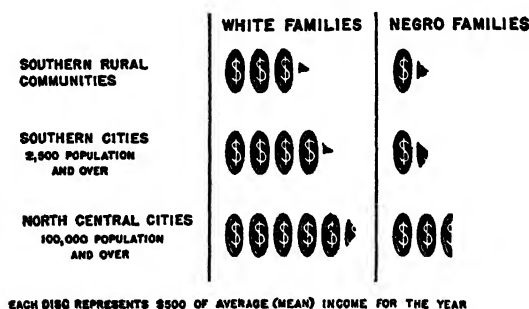 WHITE FAMILIES
NEGRO FAMILIES
SOUTHERN RURAL
COMMUNITIES
$ $ $
$
SOUTHERN CITIES
2,500 POPULATION
AND OVER
$ $ $ $
$
NORTH CENTRAL CITIES
100,000 POPULATION
AND OVER
$ $ $ $ $
$ $
EACH DISC REPRESENTS $500 OF AVERAGE (MEAN) INCOME FOR THE YEAR